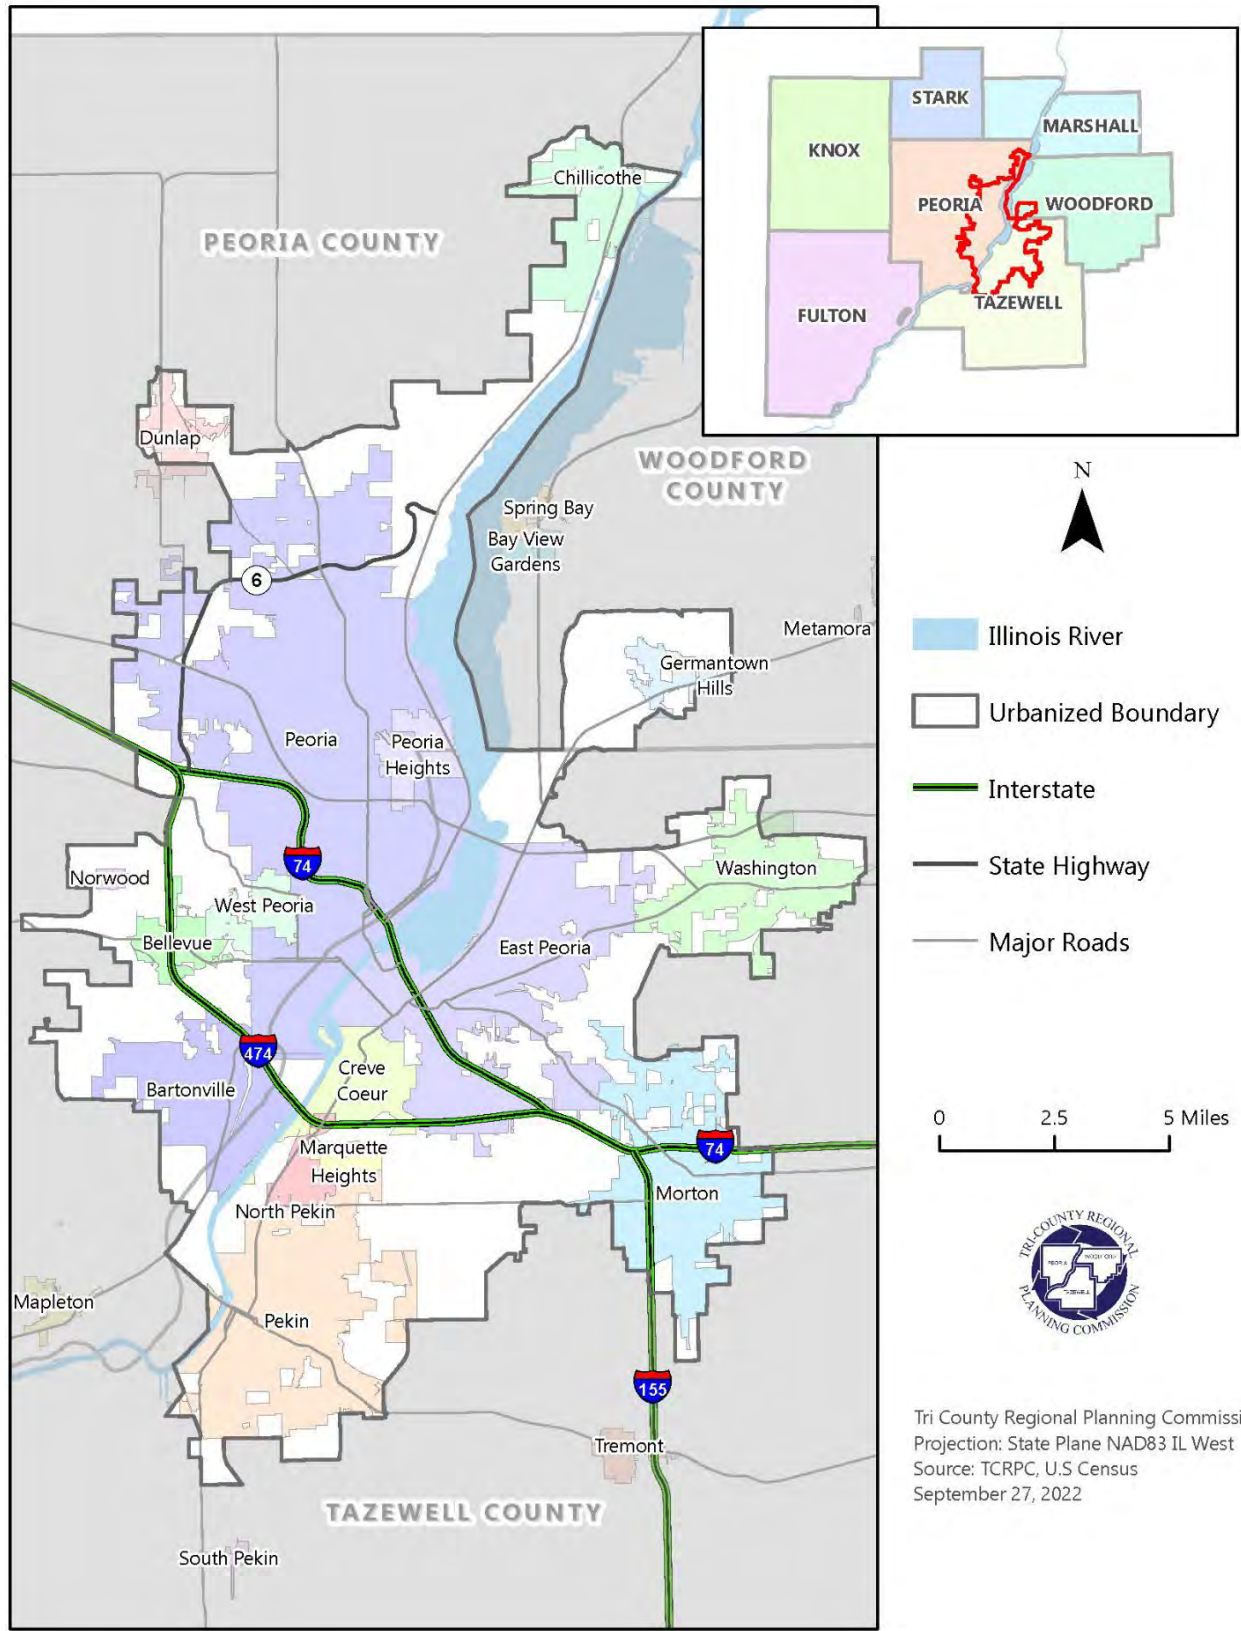 Chillicothe
PEORIA COUNTY
Dunlap
WOODFORD
COUNTY
Spring Bay
Bay View
Gardens
6
Metamora
Germantown
Hills
Peoria
Peoria
Heights
74
Norwood
West Peoria
Washington
Bellevue
East Peoria
474
Bartonville
Creve
Coeur
74
Marquette
Heights
Morton
North Pekin
Mapleton
Pekin
155
Tremont
TAZEWELL COUNTY
South Pekin
STARK
MARSHALL
KNOX
PEORIA
WOODFORD
FULTON
TAZEWELL
N
Illinois River
Urbanized Boundary
Interstate
State Highway
Major Roads
0 2.5 5 Miles
TRI-COUNTY REGIONAL
PEORIA
WOODFORD
TAZEWELL
PLANNING COMMISSION
Tri County Regional Planning Commissi
Projection: State Plane NAD83 IL West
Source: TCRPC, U.S Census
September 27, 2022